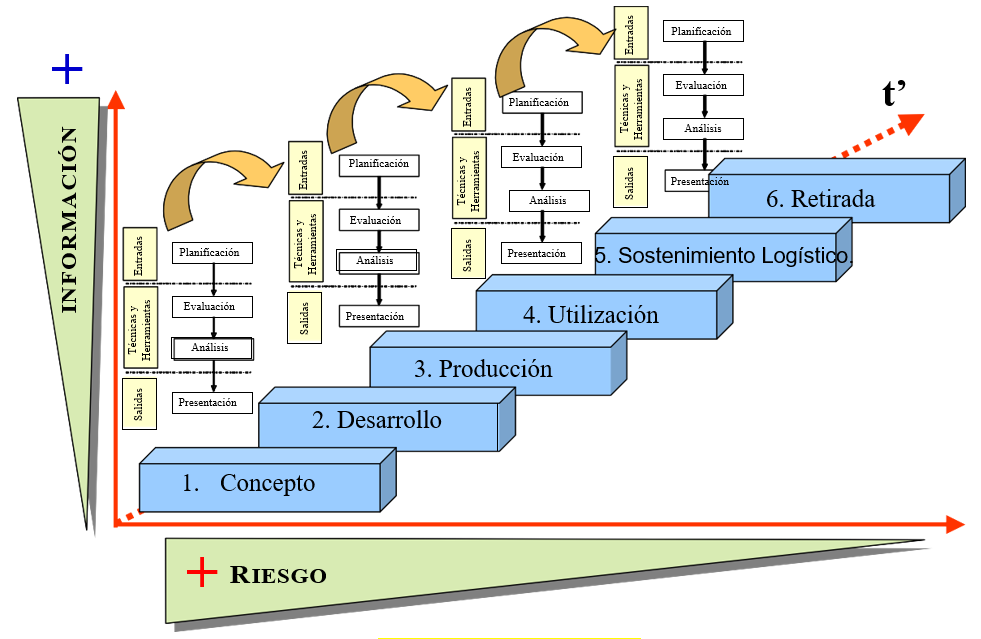 +
INFORMACIÓN
Entradas
Técnicas y
Herramientas
Salidas
Planificación
Evaluación
Análisis
Presentación
Entradas
Técnicas y
Herramientas
Salidas
Planificación
Evaluación
Análisis
Presentación
Entradas
Técnicas y
Herramientas
Salidas
Planificación
Evaluación
Análisis
Presentación
Entradas
Técnicas y
Herramientas
Salidas
Planificación
Evaluación
Análisis
Presentación
t’
6. Retirada
5. Sostenimiento Logístico
4. Utilización
3. Producción
2. Desarrollo
1. Concepto
+ RIESGO